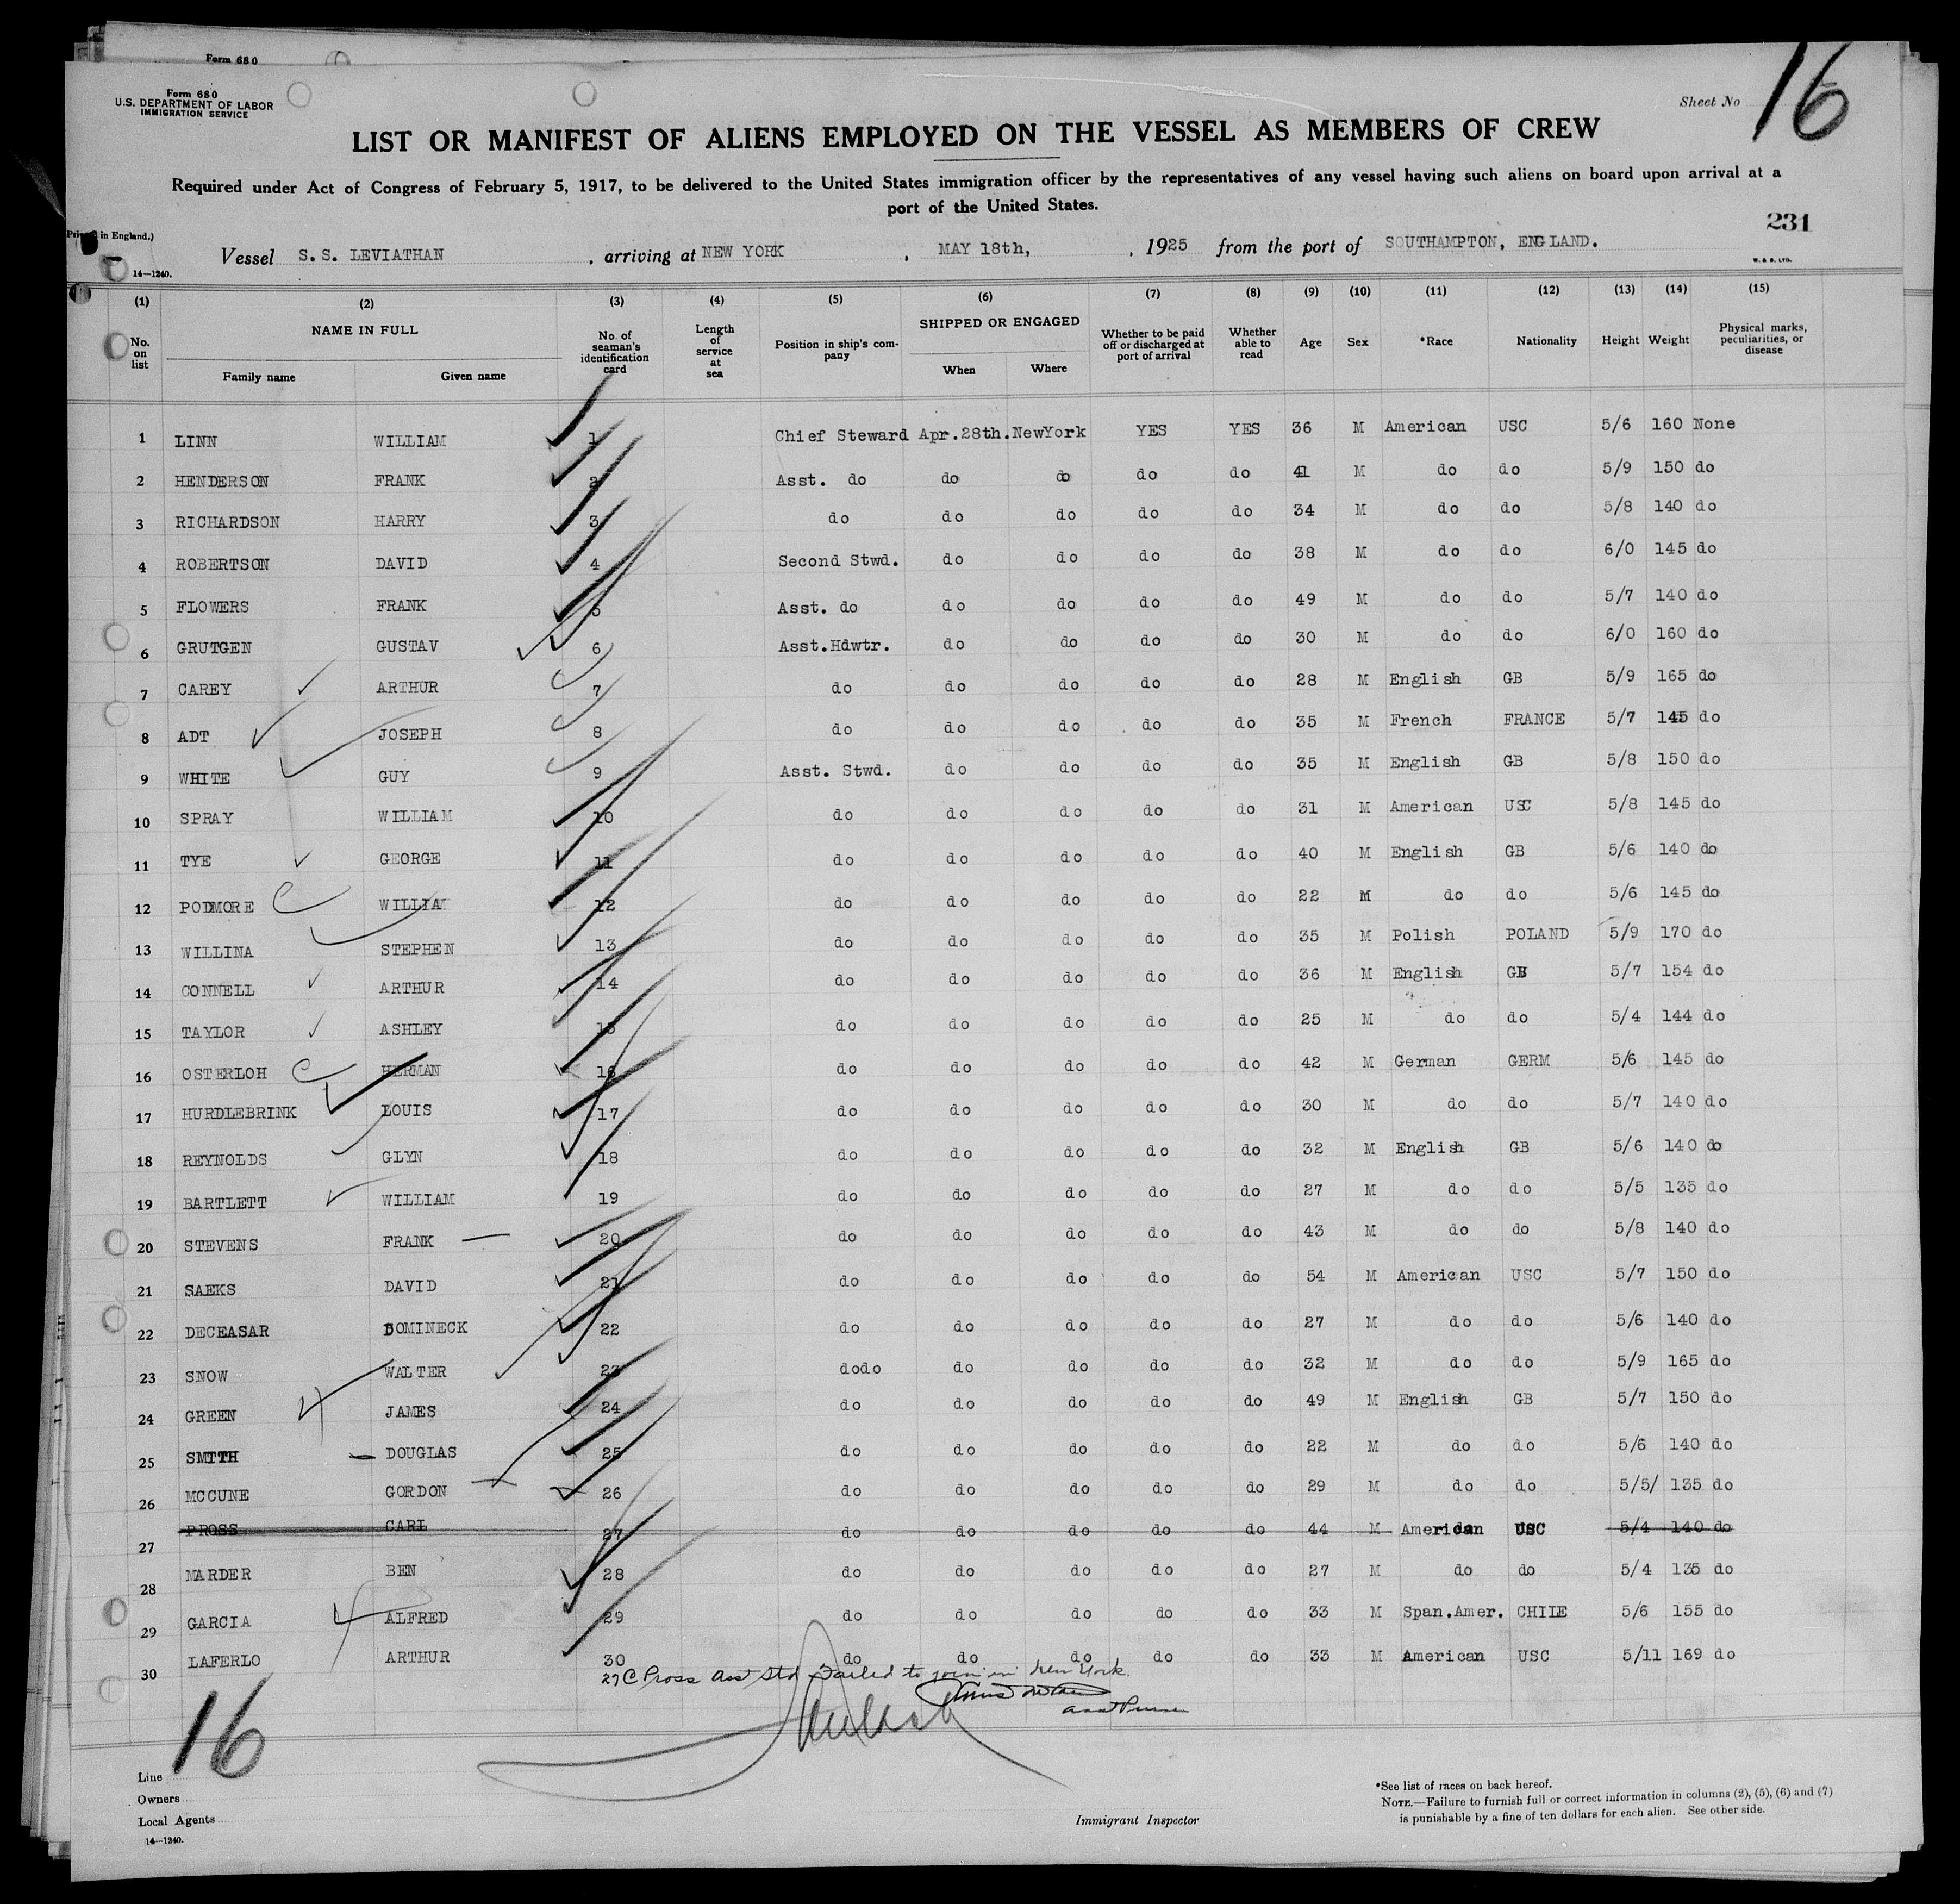 Form 680
Form 680
U.S. DEPARTMENT OF LABOR
IMMIGRATION SERVICE
Sheet No 16
LIST OR MANIFEST OF ALIENS EMPLOYED ON THE VESSEL AS MEMBERS OF CREW
Required under Act of Congress of February 5, 1917, to be delivered to the United States immigration officer by the representatives of any vessel having such aliens on board upon arrival at a
port of the United States.
231
in England.)
Vessel S.S. LEVIATHAN , arriving at NEW YORK , MAY 18th, , 1925 from the port of SOUTHAMPTON, ENGLAND.
14—1240.
W. & S. LTD.
(1) (2) (3) (4) (5) (6) (7) (8) (9) (10) (11) (12) (13) (14) (15)
No. on list NAME IN FULL Family name Given name No. of seaman's identification card Length of service at sea Position in ship's company SHIPPED OR ENGAGED When Where Whether to be paid off or discharged at port of arrival Whether able to read Age Sex *Race Nationality Height Weight Physical marks, peculiarities, or disease
1 LINN WILLIAM 1 Chief Steward Apr.28th. NewYork YES YES 36 M American USC 5/6 160 None
2 HENDERSON FRANK 2 Asst. do do do do do 41 M do do 5/9 150 do
3 RICHARDSON HARRY 3 do do do do do 34 M do do 5/8 140 do
4 ROBERTSON DAVID 4 Second Stwd. do do do do 38 M do do 6/0 145 do
5 FLOWERS FRANK 5 Asst. do do do do do 49 M do do 5/7 140 do
6 GRUTGEN GUSTAV 6 Asst.Hdwtr. do do do do 30 M do do 6/0 160 do
7 CAREY ARTHUR 7 do do do do do 28 M English GB 5/9 165 do
8 ADT JOSEPH 8 do do do do do 35 M French FRANCE 5/7 145 do
9 WHITE GUY 9 Asst. Stwd. do do do do 35 M English GB 5/8 150 do
10 SPRAY WILLIAM 10 do do do do do 31 M American USC 5/8 145 do
11 TYE GEORGE 11 do do do do do 40 M English GB 5/6 140 do
12 PODMORE WILLIAM 12 do do do do do 22 M do do 5/6 145 do
13 WILLINA STEPHEN 13 do do do do do 35 M Polish POLAND 5/9 170 do
14 CONNELL ARTHUR 14 do do do do do 36 M English GB 5/7 154 do
15 TAYLOR ASHLEY 15 do do do do do 25 M do do 5/4 144 do
16 OSTERLOH HERMAN 16 do do do do do 42 M German GERM 5/6 145 do
17 HURDLEBRINK LOUIS 17 do do do do do 30 M do do 5/7 140 do
18 REYNOLDS GLYN 18 do do do do do 32 M English GB 5/6 140 do
19 BARTLETT WILLIAM 19 do do do do do 27 M do do 5/5 135 do
20 STEVENS FRANK 20 do do do do do 43 M do do 5/8 140 do
21 SAEKS DAVID 21 do do do do do 54 M American USC 5/7 150 do
22 DECEASAR DOMINECK 22 do do do do do 27 M do do 5/6 140 do
23 SNOW WALTER 23 dodo do do do do 32 M do do 5/9 165 do
24 GREEN JAMES 24 do do do do do 49 M English GB 5/7 150 do
25 SMITH DOUGLAS 25 do do do do do 22 M do do 5/6 140 do
26 MCCUNE GORDON 26 do do do do do 29 M do do 5/5/ 135 do
27 PROSS CARL 27 do do do do do 44 M American USC 5/4 140 do
28 MARDER BEN 28 do do do do do 27 M do do 5/4 135 do
29 GARCIA ALFRED 29 do do do do do 33 M Span.Amer. CHILE 5/6 155 do
30 LAFERLO ARTHUR 30 do do do do do 33 M American USC 5/11 169 do
27 C Pross Asst Std Failed to join in New York.
Asst Purser
16
Line
Owners
Local Agents
14—1240.
Immigrant Inspector
*See list of races on back hereof.
NOTE.—Failure to furnish full or correct information in columns (2), (5), (6) and (7)
is punishable by a fine of ten dollars for each alien. See other side.